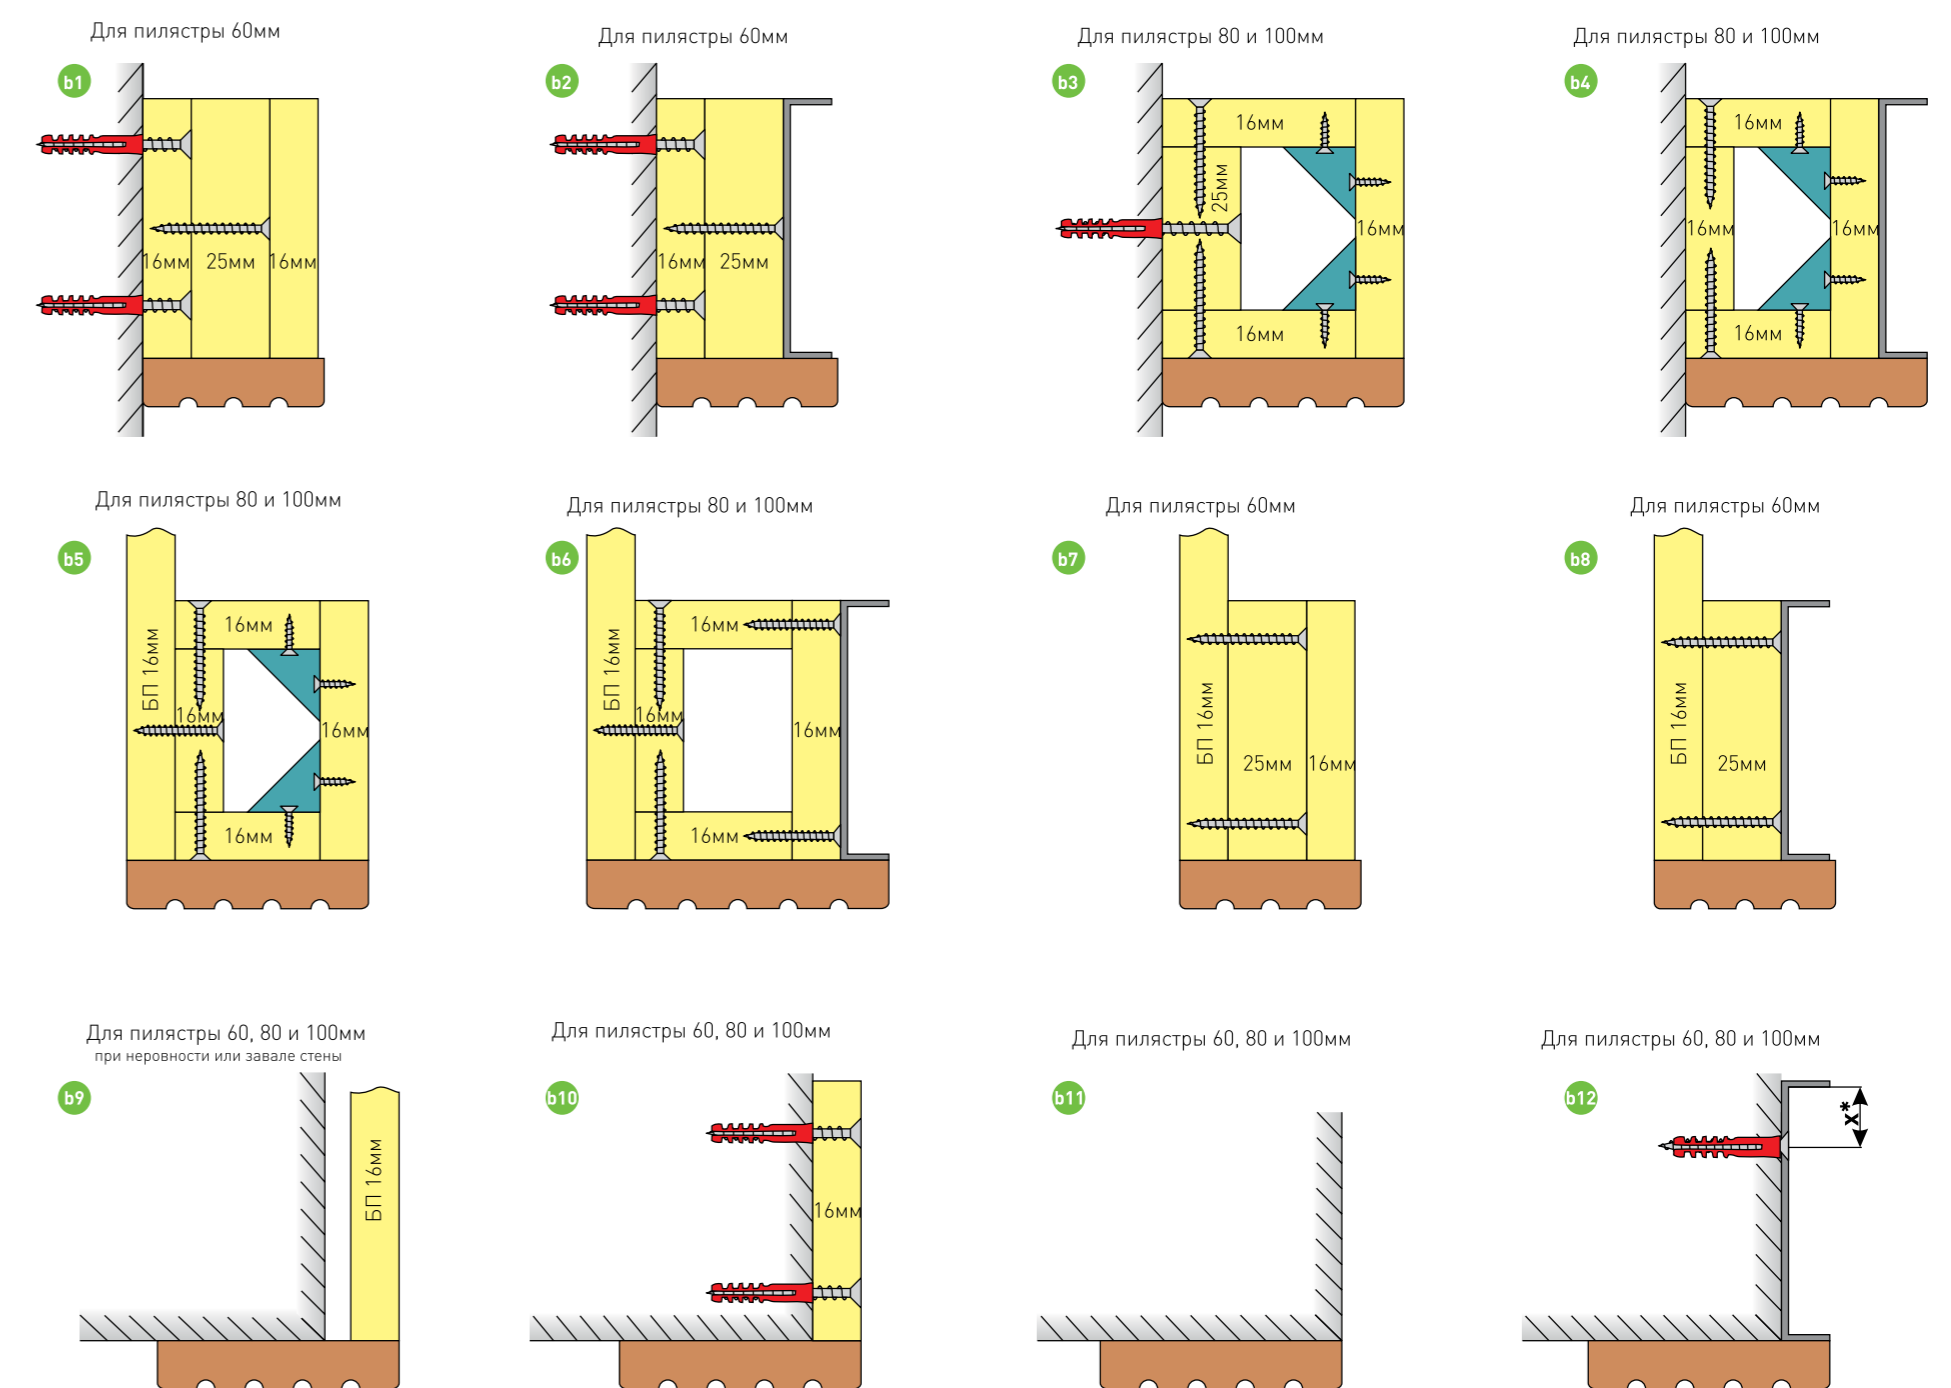 Для пилястры 60мм
b1
16мм 25мм 16мм
Для пилястры 60мм
b2
16мм 25мм
Для пилястры 80 и 100мм
b3
16мм
25мм
16мм
16мм
Для пилястры 80 и 100мм
b4
16мм
16мм 16мм
16мм
Для пилястры 80 и 100мм
b5
БП 16мм
16мм
16мм
16мм
16мм
Для пилястры 80 и 100мм
b6
БП 16мм
16мм
16мм
16мм
16мм
Для пилястры 60мм
b7
БП 16мм
25мм 16мм
Для пилястры 60мм
b8
БП 16мм
25мм
Для пилястры 60, 80 и 100мм
при неровности или завале стены
b9
БП 16мм
Для пилястры 60, 80 и 100мм
b10
16мм
Для пилястры 60, 80 и 100мм
b11
Для пилястры 60, 80 и 100мм
b12
x*